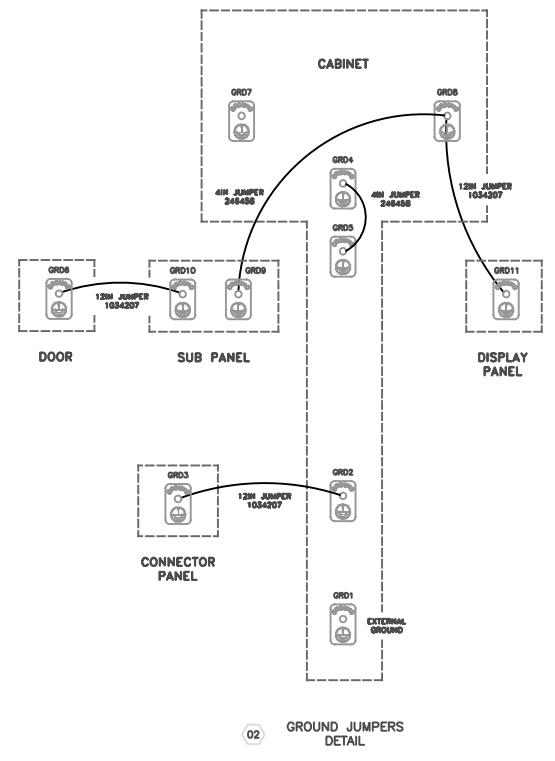 CABINET
GRD7
GRD8
GRD4
4IN JUMPER
246458
4IN JUMPER
246458
12IN JUMPER
1034207
GRD5
GRD6
GRD10
GRD9
GRD11
12IN JUMPER
1034207
DOOR
SUB PANEL
DISPLAY
PANEL
GRD3
GRD2
12IN JUMPER
1034207
CONNECTOR
PANEL
GRD1
EXTERNAL
GROUND
02
GROUND JUMPERS
DETAIL